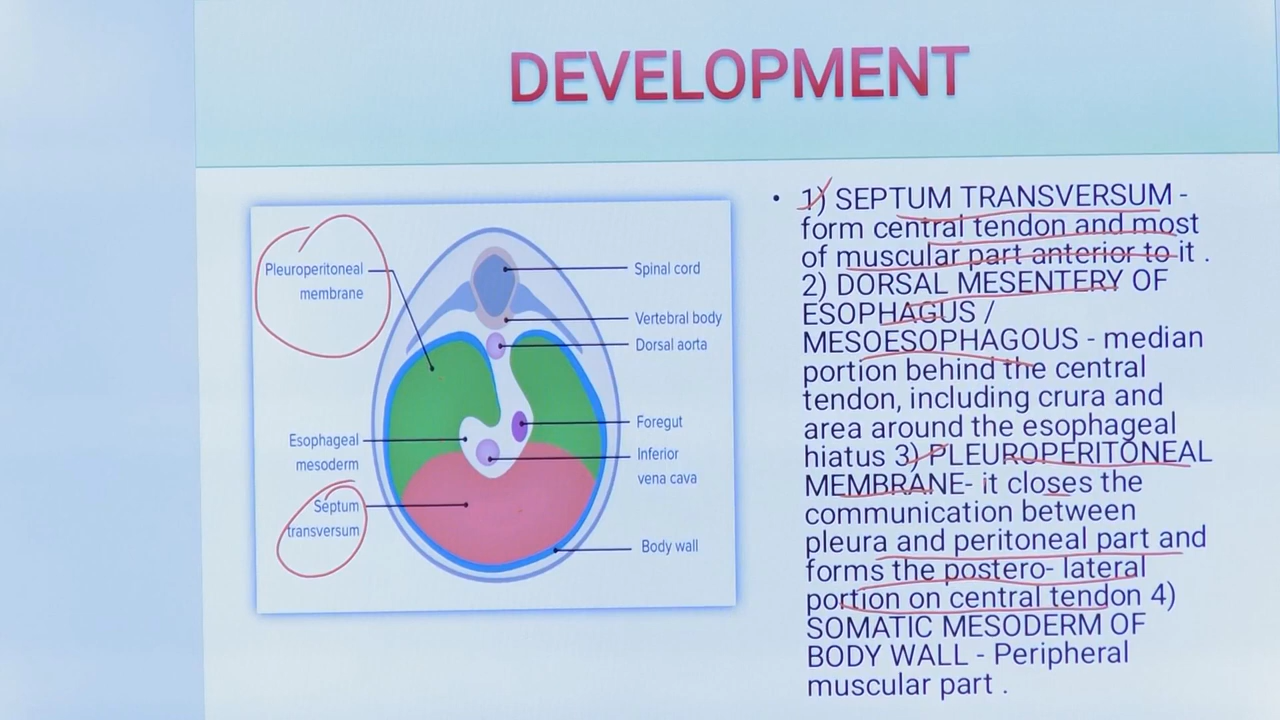 DEVELOPMENT
Pleuroperitoneal
membrane
Esophageal
mesoderm
Septum
transversum
Spinal cord
Vertebral body
Dorsal aorta
Foregut
Inferior
vena cava
Body wall
• 1) SEPTUM TRANSVERSUM -
form central tendon and most
of muscular part anterior to it .
2) DORSAL MESENTERY OF
ESOPHAGUS /
MESOESOPHAGOUS - median
portion behind the central
tendon, including crura and
area around the esophageal
hiatus 3) PLEUROPERITONEAL
MEMBRANE- it closes the
communication between
pleura and peritoneal part and
forms the postero- lateral
portion on central tendon 4)
SOMATIC MESODERM OF
BODY WALL - Peripheral
muscular part .